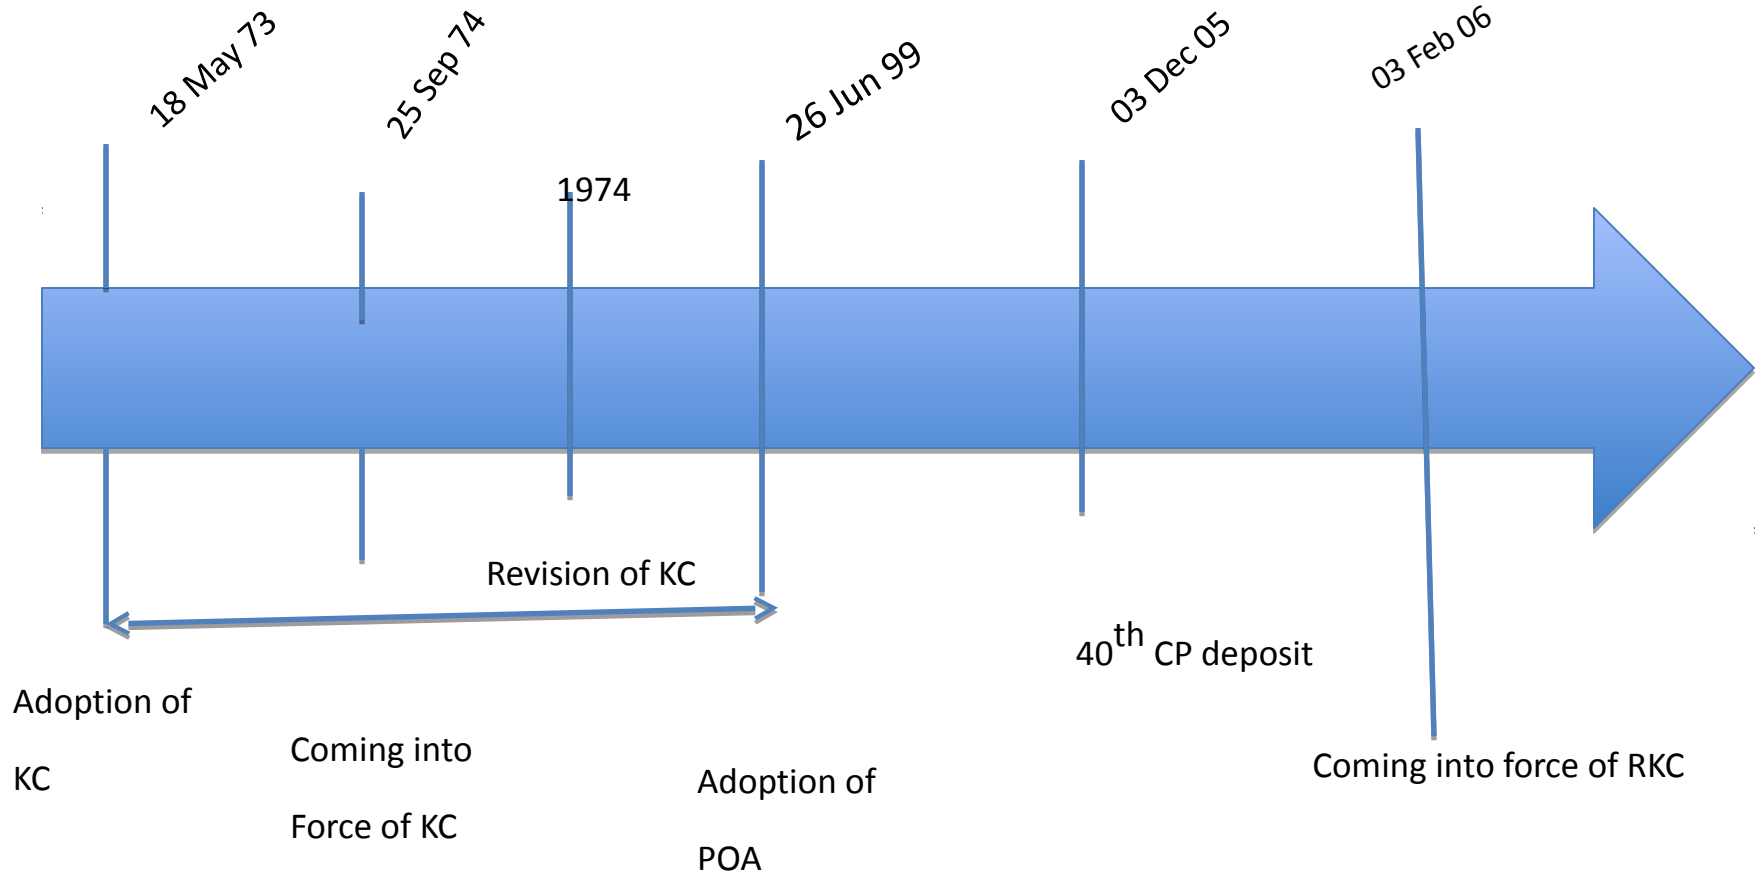 18 May 73
25 Sep 74
1974
26 Jun 99
03 Dec 05
03 Feb 06
Revision of KC
40th CP deposit
Adoption of
KC
Coming into
Force of KC
Adoption of
POA
Coming into force of RKC